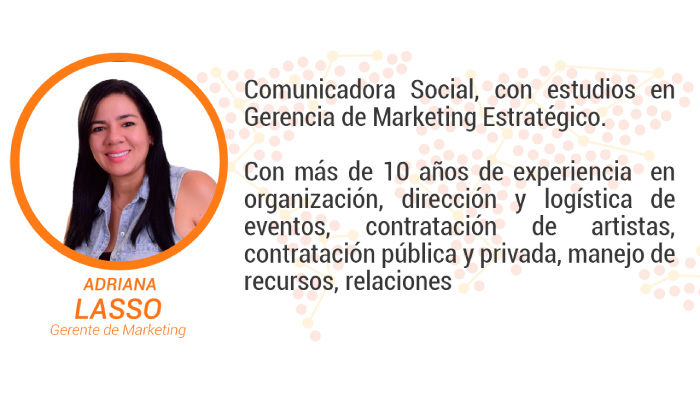 Comunicadora Social, con estudios en
Gerencia de Marketing Estratégico.
Con más de 10 años de experiencia en
organización, dirección y logística de
eventos, contratación de artistas,
contratación pública y privada, manejo de
recursos, relaciones
ADRIANA
LASSO
Gerente de Marketing